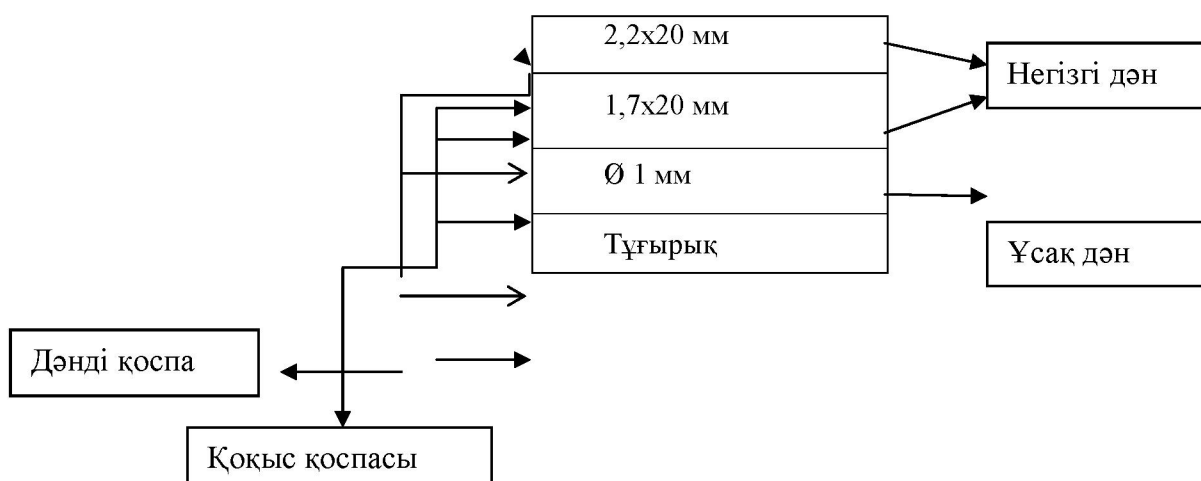 2,2х20 мм
Негізгі дән
1,7х20 мм
Ø 1 мм
Тұғырық
Ұсақ дән
Дәнді қоспа
Қоқыс қоспасы